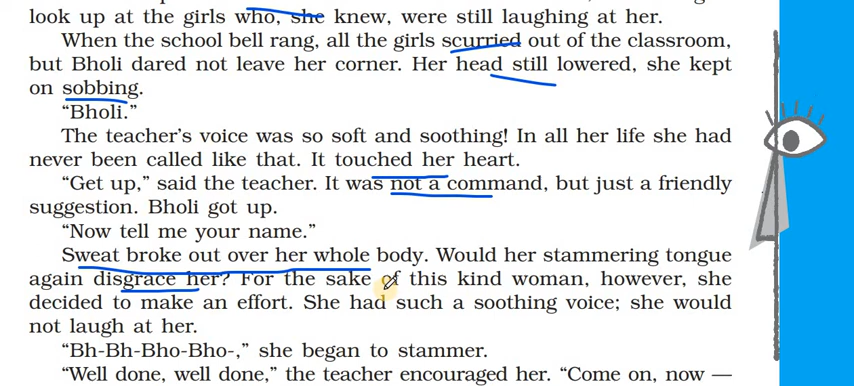 look up at the girls who, she knew, were still laughing at her.
When the school bell rang, all the girls scurried out of the classroom,
but Bholi dared not leave her corner. Her head still lowered, she kept
on sobbing.
“Bholi.”
The teacher’s voice was so soft and soothing! In all her life she had
never been called like that. It touched her heart.
“Get up,” said the teacher. It was not a command, but just a friendly
suggestion. Bholi got up.
“Now tell me your name.”
Sweat broke out over her whole body. Would her stammering tongue
again disgrace her? For the sake of this kind woman, however, she
decided to make an effort. She had such a soothing voice; she would
not laugh at her.
“Bh-Bh-Bho-Bho-,” she began to stammer.
“Well done, well done,” the teacher encouraged her. “Come on, now —